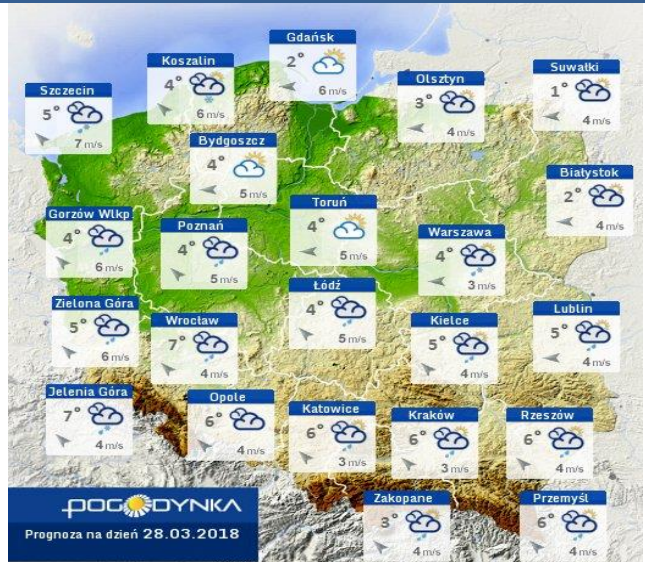 Gdańsk
2°
6 m/s
Koszalin
4°
6 m/s
Suwałki
1°
4 m/s
Olsztyn
3°
4 m/s
Szczecin
5°
7 m/s
Bydgoszcz
4°
5 m/s
Białystok
2°
4 m/s
Toruń
4°
5 m/s
Gorzów Wlkp
4°
6 m/s
Poznań
4°
5 m/s
Warszawa
4°
3 m/s
Łódź
4°
5 m/s
Zielona Góra
5°
6 m/s
Wrocław
7°
4 m/s
Kielce
5°
4 m/s
Lublin
5°
4 m/s
Jelenia Góra
7°
4 m/s
Opole
6°
4 m/s
Katowice
6°
3 m/s
Kraków
6°
3 m/s
Rzeszów
6°
4 m/s
Zakopane
3°
4 m/s
Przemyśl
6°
4 m/s
POGODYNKA
Prognoza na dzień 28.03.2018